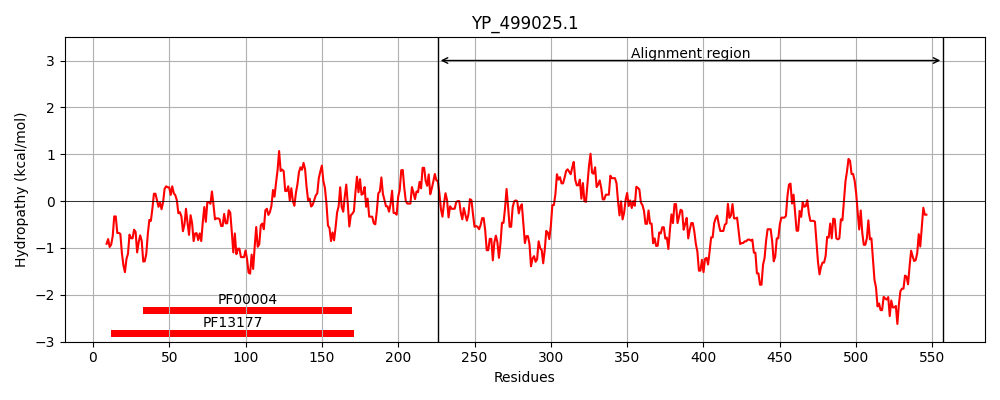 YP_499025.1
Alignment region
Hydropathy (kcal/mol)
3
2
1
0
−1
−2
−3
PF00004
PF13177
0 50 100 150 200 250 300 350 400 450 500 550
Residues